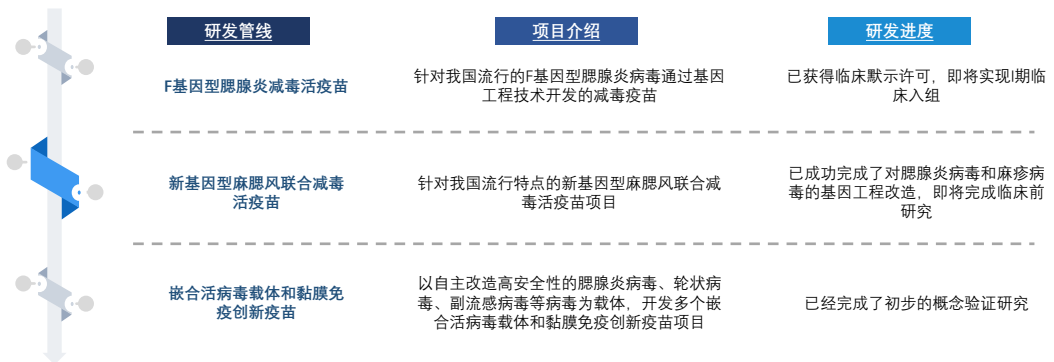 研发管线
项目介绍
研发进度
F基因型腮腺炎减毒活疫苗
针对我国流行的F基因型腮腺炎病毒通过基因
工程技术开发的减毒疫苗
已获得临床默示许可，即将实现I期临
床入组
新基因型麻腮风联合减毒
活疫苗
针对我国流行特点的新基因型麻腮风联合减
毒活疫苗项目
已成功完成了对腮腺炎病毒和麻疹病
毒的基因工程改造，即将完成临床前
研究
嵌合活病毒载体和黏膜免
疫创新疫苗
以自主改造高安全性的腮腺炎病毒、轮状病
毒、副流感病毒等病毒为载体，开发多个嵌
合活病毒载体和黏膜免疫创新疫苗项目
已经完成了初步的概念验证研究